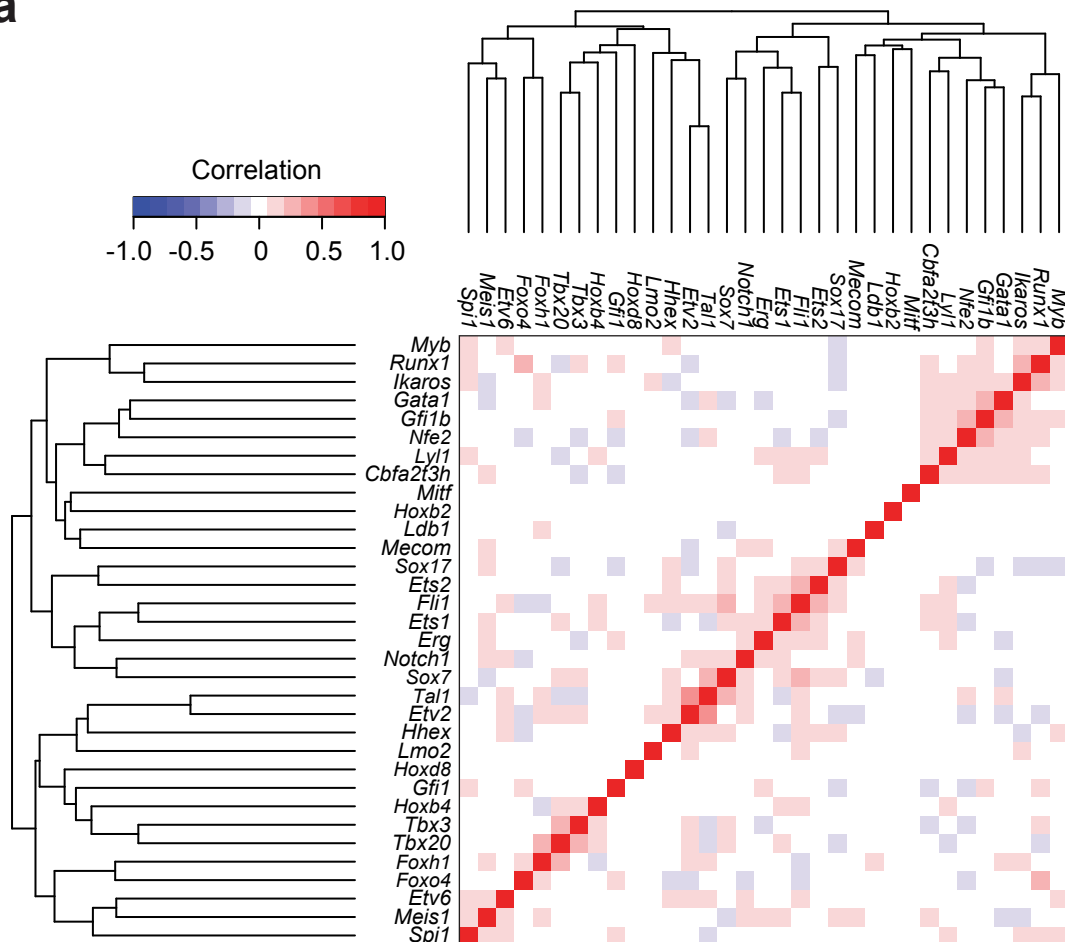 a
Correlation
-1.0 -0.5 0 0.5 1.0
Spi1 Meis1 Etv6 Foxo4 Foxh1 Tbx20 Tbx3 Hoxb4 Gfi1 Hoxd8 Lmo2 Hhex Etv2 Tal1 Sox7 Notch1 Erg Ets1 Fli1 Ets2 Sox17 Mecom Ldb1 Hoxb2 Mitf Cbfa2t3h Lyl1 Nfe2 Gfi1b Gata1 Ikaros Runx1 Myb
Myb
Runx1
Ikaros
Gata1
Gfi1b
Nfe2
Lyl1
Cbfa2t3h
Mitf
Hoxb2
Ldb1
Mecom
Sox17
Ets2
Fli1
Ets1
Erg
Notch1
Sox7
Tal1
Etv2
Hhex
Lmo2
Hoxd8
Gfi1
Hoxb4
Tbx3
Tbx20
Foxh1
Foxo4
Etv6
Meis1
Spi1